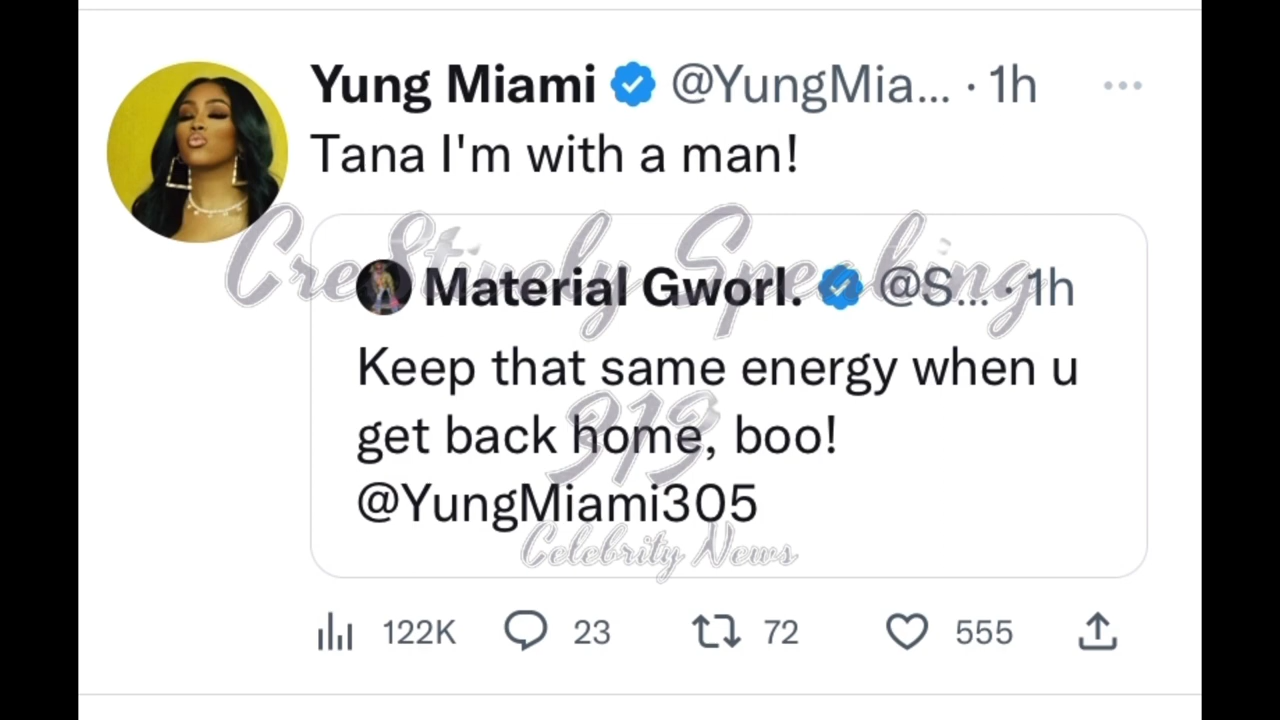 Yung Miami @YungMia... · 1h
Tana I'm with a man!
Cre8tively Speaking
Material Gworl. @S... · 1h
Keep that same energy when u
313
get back home, boo!
@YungMiami305
Celebrity News
122K 23 72 555